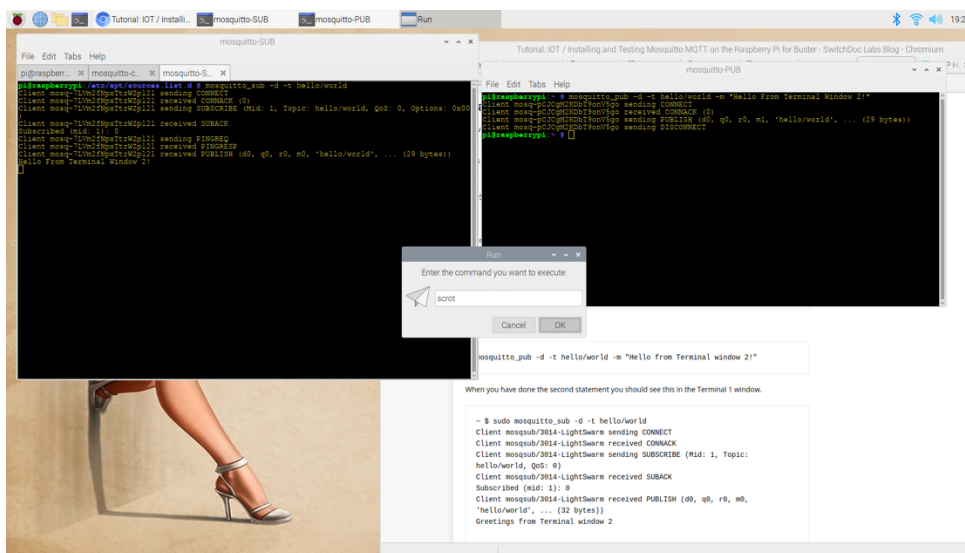 Tutorial: IOT / Installi...
mosquitto-SUB
mosquitto-PUB
Run
mosquitto-SUB
File Edit Tabs Help
pi@raspberr...
mosquitto-c...
mosquitto-S...
pi@raspberrypi:/etc/apt/sources.list.d $ mosquitto_sub -d -t hello/world
Client mosq-7LVm2fNpxTtrWZpl2l sending CONNECT
Client mosq-7LVm2fNpxTtrWZpl2l received CONNACK (0)
Client mosq-7LVm2fNpxTtrWZpl2l sending SUBSCRIBE (Mid: 1, Topic: hello/world, QoS: 0, Options: 0x00
)
Client mosq-7LVm2fNpxTtrWZpl2l received SUBACK
Subscribed (mid: 1): 0
Client mosq-7LVm2fNpxTtrWZpl2l sending PINGREQ
Client mosq-7LVm2fNpxTtrWZpl2l received PINGRESP
Client mosq-7LVm2fNpxTtrWZpl2l received PUBLISH (d0, q0, r0, m0, 'hello/world', ... (29 bytes))
Hello From Terminal Window 2!
Tutorial: IOT / Installing and Testing Mosquitto MQTT on the Raspberry Pi for Buster - SwitchDoc Labs Blog - Chromium
mosquitto-PUB
File Edit Tabs Help
pi@raspberrypi:~ $ mosquitto_pub -d -t hello/world -m "Hello From Terminal Window 2!"
Client mosq-pCJCgM2KDbT9onV5go sending CONNECT
Client mosq-pCJCgM2KDbT9onV5go received CONNACK (0)
Client mosq-pCJCgM2KDbT9onV5go sending PUBLISH (d0, q0, r0, m1, 'hello/world', ... (29 bytes))
Client mosq-pCJCgM2KDbT9onV5go sending DISCONNECT
pi@raspberrypi:~ $
Run
Enter the command you want to execute:
scrot
Cancel
OK
mosquitto_pub -d -t hello/world -m "Hello from Terminal window 2!"
When you have done the second statement you should see this in the Terminal 1 window.
~ $ sudo mosquitto_sub -d -t hello/world
Client mosqsub/3014-LightSwarm sending CONNECT
Client mosqsub/3014-LightSwarm received CONNACK
Client mosqsub/3014-LightSwarm sending SUBSCRIBE (Mid: 1, Topic:
hello/world, QoS: 0)
Client mosqsub/3014-LightSwarm received SUBACK
Subscribed (mid: 1): 0
Client mosqsub/3014-LightSwarm received PUBLISH (d0, q0, r0, m0,
'hello/world', ... (32 bytes))
Greetings from Terminal window 2